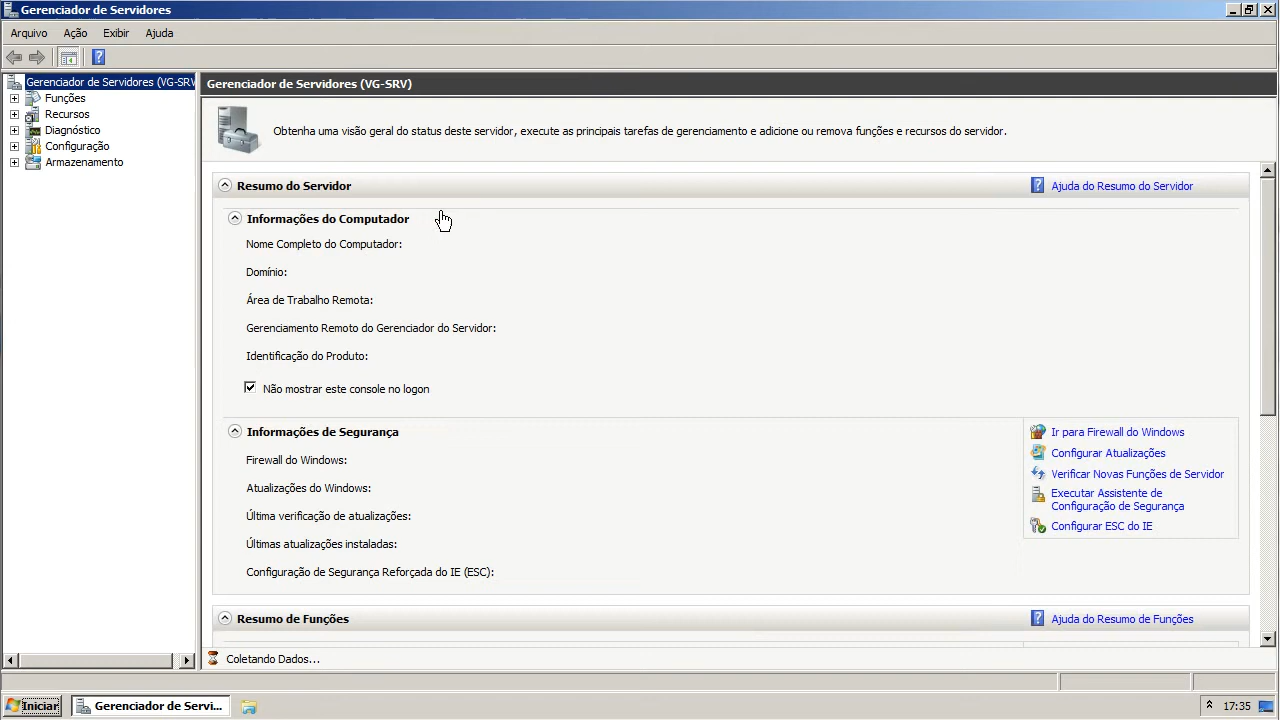 Gerenciador de Servidores
Arquivo Ação Exibir Ajuda
Gerenciador de Servidores (VG-SRV
Funções
Recursos
Diagnóstico
Configuração
Armazenamento
Gerenciador de Servidores (VG-SRV)
Obtenha uma visão geral do status deste servidor, execute as principais tarefas de gerenciamento e adicione ou remova funções e recursos do servidor.
Resumo do Servidor
Ajuda do Resumo do Servidor
Informações do Computador
Nome Completo do Computador:
Domínio:
Área de Trabalho Remota:
Gerenciamento Remoto do Gerenciador do Servidor:
Identificação do Produto:
Não mostrar este console no logon
Informações de Segurança
Firewall do Windows:
Atualizações do Windows:
Última verificação de atualizações:
Últimas atualizações instaladas:
Configuração de Segurança Reforçada do IE (ESC):
Ir para Firewall do Windows
Configurar Atualizações
Verificar Novas Funções de Servidor
Executar Assistente de
Configuração de Segurança
Configurar ESC do IE
Resumo de Funções
Ajuda do Resumo de Funções
Coletando Dados...
Iniciar
Gerenciador de Servi...
17:35